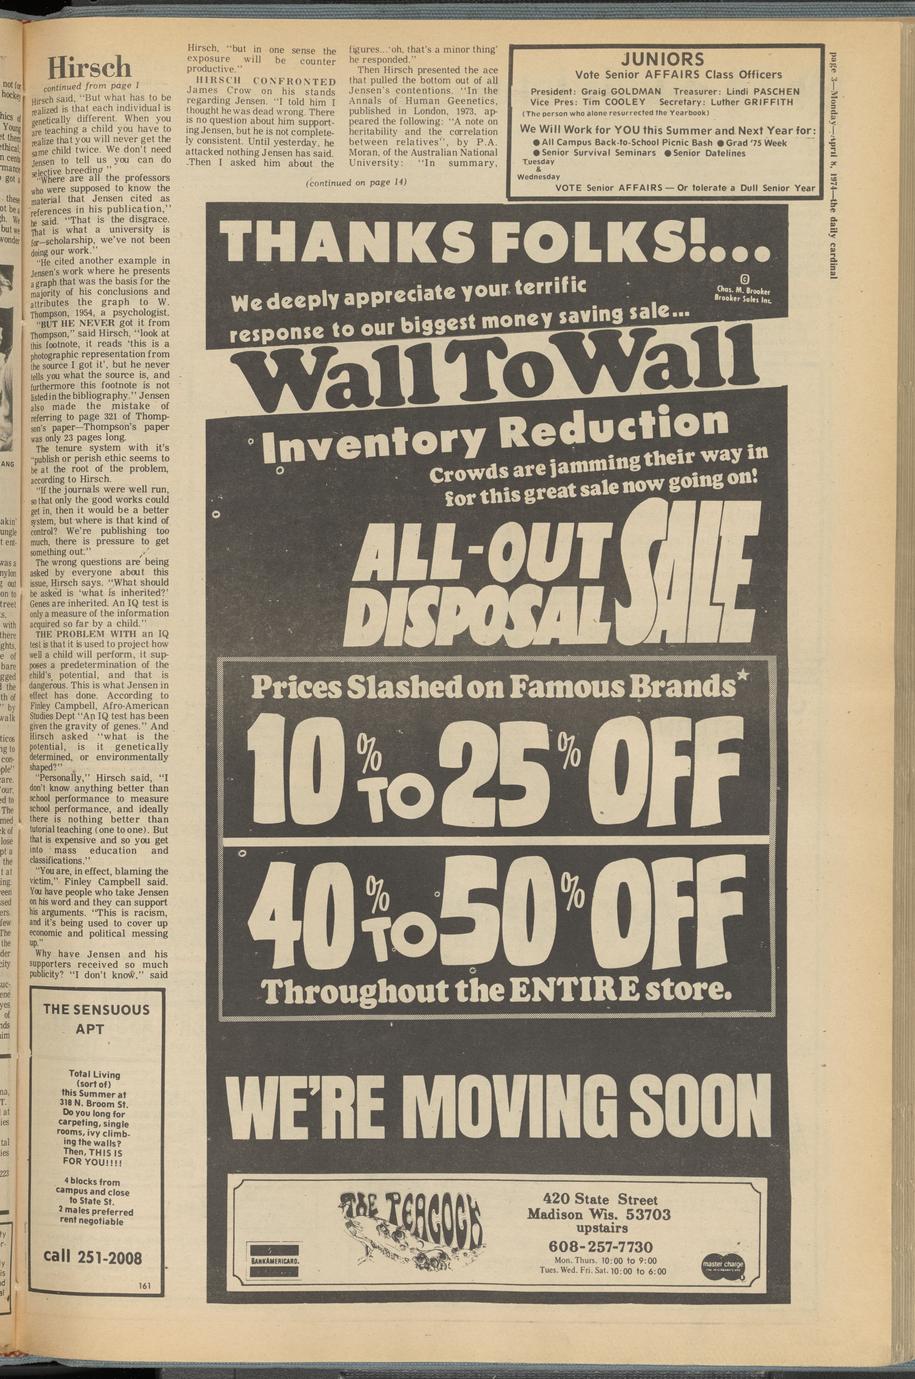 Hirsch
continued from page 1
Hirsch said, "But what has to be
realized is that each individual is
genetically different. When you
are teaching a child you have to
realize that you will never get the
same child twice. We don't need
Jensen to tell us you can do
selective breeding "
"Where are all the professors
who were supposed to know the
material that Jensen cited as
references in his publication,"
he said. "That is the disgrace.
That is what a university is
for—scholarship, we've not been
doing our work."
"He cited another example in
Jensen's work where he presents
a graph that was the basis for the
majority of his conclusions and
attributes the graph to W.
Thompson, 1954, a psychologist.
"BUT HE NEVER got it from
Thompson," said Hirsch, "look at
this footnote, it reads 'this is a
photographic representation from
the source I got it', but he never
tells you what the source is, and
furthermore this footnote is not
listed in the bibliography." Jensen
also made the mistake of
referring to page 321 of Thomp-
son's paper—Thompson's paper
was only 23 pages long.
The tenure system with it's
"publish or perish ethic seems to
be at the root of the problem,
according to Hirsch.
"If the journals were well run,
so that only the good works could
get in, then it would be a better
system, but where is that kind of
control? We're publishing too
much, there is pressure to get
something out."
The wrong questions are being
asked by everyone about this
issue, Hirsch says. "What should
be asked is 'what is inherited?'
Genes are inherited. An IQ test is
only a measure of the information
acquired so far by a child."
THE PROBLEM WITH an IQ
test is that it is used to project how
well a child will perform, it sup-
poses a predetermination of the
child's potential, and that is
dangerous. This is what Jensen in
effect has done. According to
Finley Campbell, Afro-American
Studies Dept "An IQ test has been
given the gravity of genes." And
Hirsch asked "what is the
potential, is it genetically
determined, or environmentally
shaped?"
"Personally," Hirsch said, "I
don't know anything better than
school performance to measure
school performance, and ideally
there is nothing better than
tutorial teaching (one to one). But
that is expensive and so you get
into mass education and
classifications."
"You are, in effect, blaming the
victim," Finley Campbell said.
You have people who take Jensen
on his word and they can support
his arguments. "This is racism,
and it's being used to cover up
economic and political messing
up."
Why have Jensen and his
supporters received so much
publicity? "I don't know," said
Hirsch, "but in one sense the
exposure will be counter
productive."
HIRSCH CONFRONTED
James Crow on his stands
regarding Jensen. "I told him I
thought he was dead wrong. There
is no question about him support-
ing Jensen, but he is not complete-
ly consistent. Until yesterday, he
attacked nothing Jensen has said.
.Then I asked him about the
figures...'oh, that's a minor thing'
he responded."
Then Hirsch presented the ace
that pulled the bottom out of all
Jensen's contentions. "In the
Annals of Human Geenetics,
published in London, 1973, ap-
peared the following: "A note on
heritability and the correlation
between relatives", by P.A.
Moran, of the Australian National
University: "In summary,
(continued on page 14)
JUNIORS
Vote Senior AFFAIRS Class Officers
President: Graig GOLDMAN Treasurer: Lindi PASCHEN
Vice Pres: Tim COOLEY Secretary: Luther GRIFFITH
(The person who alone resurrected the Yearbook)
We Will Work for YOU this Summer and Next Year for:
● All Campus Back-to-School Picnic Bash ● Grad '75 Week
● Senior Survival Seminars ● Senior Datelines
Tuesday
&
Wednesday
VOTE Senior AFFAIRS — Or tolerate a Dull Senior Year
page 3—Monday—April 8, 1974—the daily cardinal
THANKS FOLKS!...
We deeply appreciate your terrific
response to our biggest money saving sale...
©
Chas. M. Brooker
Brooker Sales Inc.
Wall To Wall
Inventory Reduction
Crowds are jamming their way in
for this great sale now going on!
ALL-OUT
DISPOSAL SALE
Prices Slashed on Famous Brands*
10% TO 25% OFF
40% TO 50% OFF
Throughout the ENTIRE store.
WE'RE MOVING SOON
THE PEACOCK
BANKAMERICARD.
420 State Street
Madison Wis. 53703
upstairs
608-257-7730
Mon. Thurs. 10:00 to 9:00
Tues. Wed. Fri. Sat. 10:00 to 6:00
master charge
THE SENSUOUS
APT
Total Living
(sort of)
this Summer at
318 N. Broom St.
Do you long for
carpeting, single
rooms, ivy climb-
ing the walls?
Then, THIS IS
FOR YOU!!!!
4 blocks from
campus and close
to State St.
2 males preferred
rent negotiable
call 251-2008
161